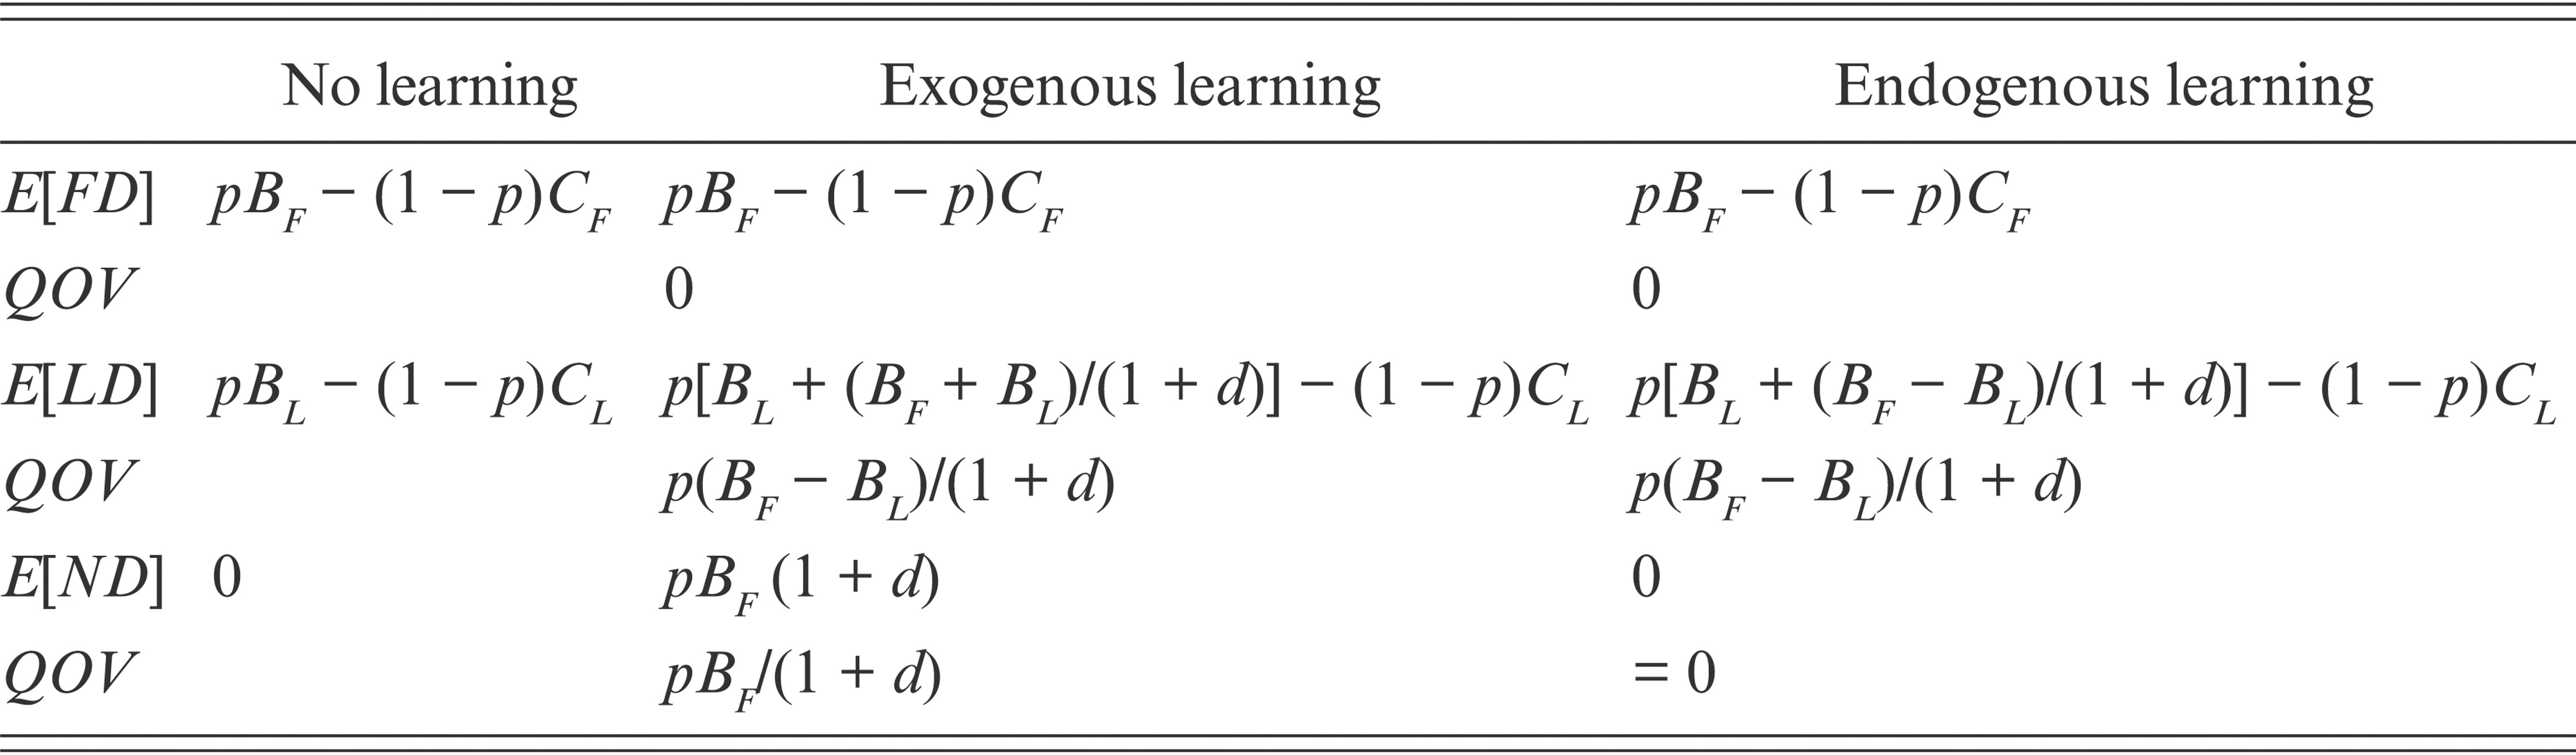 No learning Exogenous learning Endogenous learning
E[FD] pB_F − (1 − p)C_F pB_F − (1 − p)C_F pB_F − (1 − p)C_F
QOV 0 0
E[LD] pB_L − (1 − p)C_L p[B_L + (B_F + B_L)/(1 + d)] − (1 − p)C_L p[B_L + (B_F − B_L)/(1 + d)] − (1 − p)C_L
QOV p(B_F − B_L)/(1 + d) p(B_F − B_L)/(1 + d)
E[ND] 0 pB_F (1 + d) 0
QOV pB_F/(1 + d) = 0